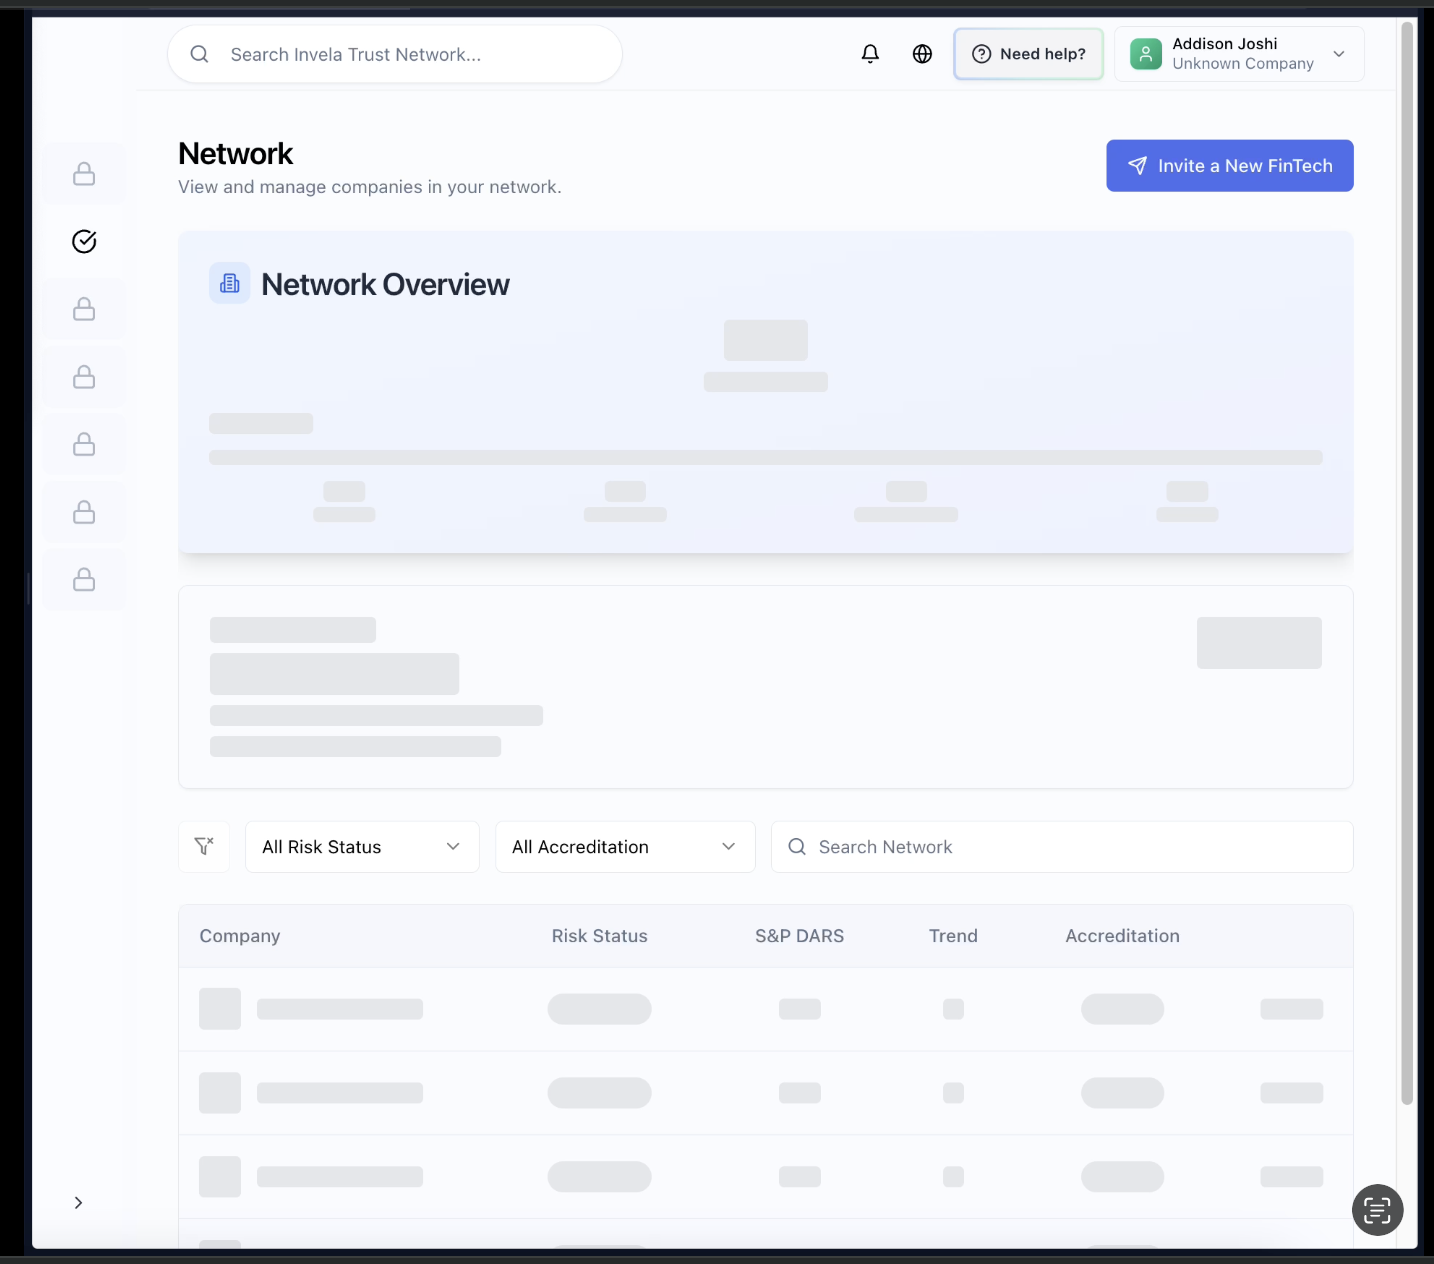 Search Invela Trust Network...
Need help?
Addison Joshi
Unknown Company
Network
View and manage companies in your network.
Invite a New FinTech
Network Overview
All Risk Status
All Accreditation
Search Network
Company Risk Status S&P DARS Trend Accreditation